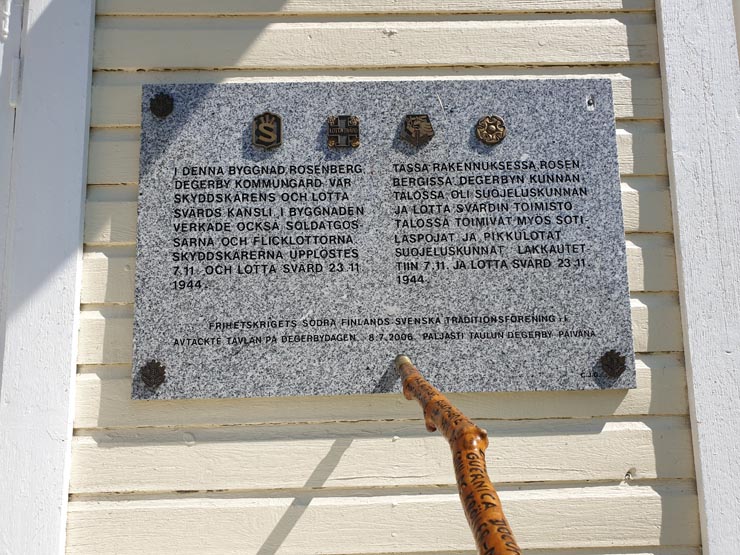 S
I DENNA BYGGNAD, ROSENBERG,
DEGERBY KOMMUNGÅRD, VAR
SKYDDSKÅRENS OCH LOTTA
SVÄRDS KANSLI. I BYGGNADEN
VERKADE OCKSÅ SOLDATGOS-
SARNA OCH FLICKLOTTORNA.
SKYDDSKÅRERNA UPPLÖSTES
7.11. OCH LOTTA SVÄRD 23.11.
1944.
TÄSSÄ RAKENNUKSESSA, ROSEN-
BERGISSA, DEGERBYN KUNNAN-
TALOSSA, OLI SUOJELUSKUNNAN
JA LOTTA SVÄRDIN TOIMISTO.
TALOSSA TOIMIVAT MYÖS SOTI-
LASPOJAT JA PIKKULOTAT.
SUOJELUSKUNNAT LAKKAUTET-
TIIN 7.11. JA LOTTA SVÄRD 23.11.
1944.
FRIHETSKRIGETS SÖDRA FINLANDS SVENSKA TRADITIONSFÖRENING r.f.
AVTÄCKTE TAVLAN PÅ DEGERBYDAGEN 8.7.2006 PALJASTI TAULUN DEGERBY-PÄIVÄNÄ
GUERNICA